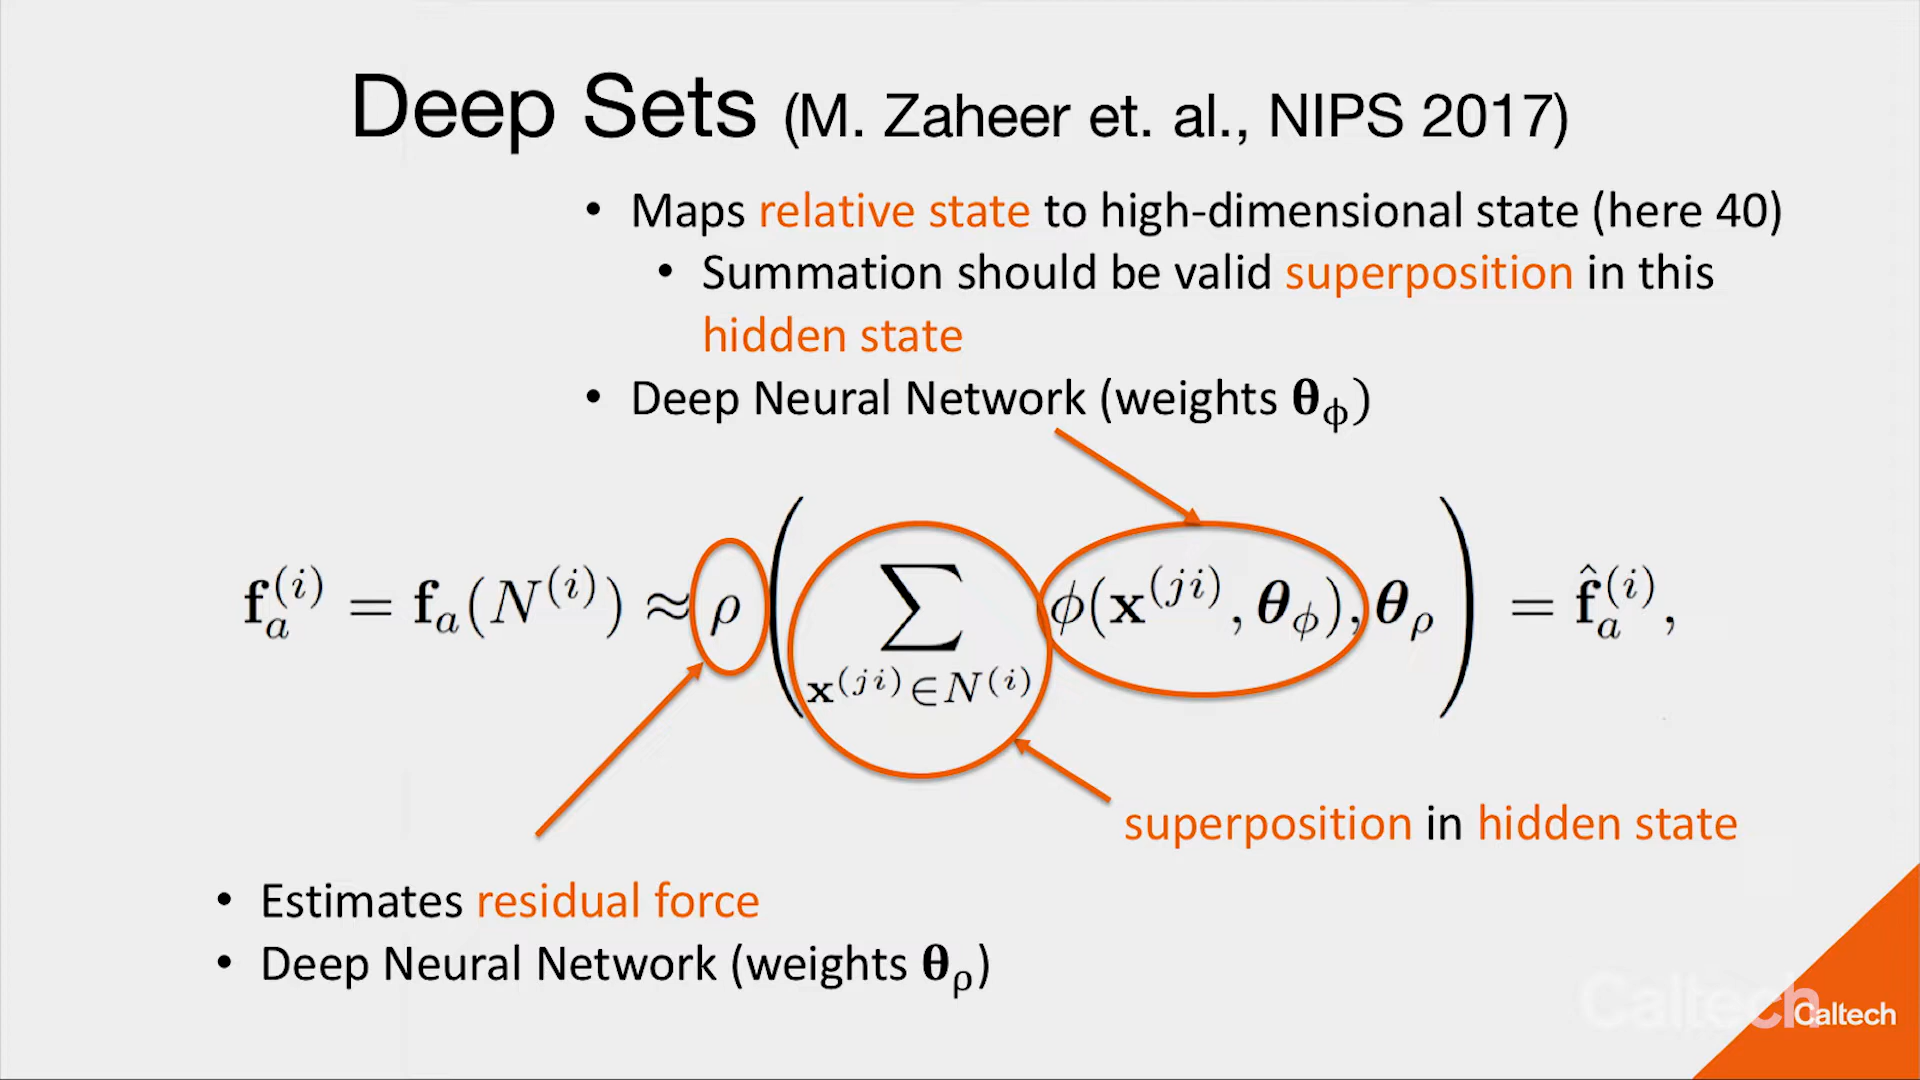 Deep Sets (M. Zaheer et. al., NIPS 2017)
• Maps relative state to high-dimensional state (here 40)
• Summation should be valid superposition in this
hidden state
• Deep Neural Network (weights θ_ϕ)
f_a^(i) = f_a(N^(i)) ≈ ρ ( ∑_{x^(ji)∈N^(i)} ϕ(x^(ji), θ_ϕ), θ_ρ ) = f̂_a^(i),
superposition in hidden state
• Estimates residual force
• Deep Neural Network (weights θ_ρ)
Caltech
Caltech